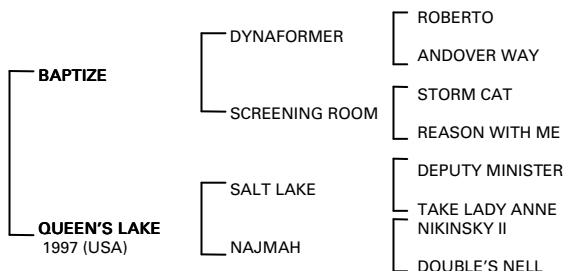 ROBERTO
DYNAFORMER
ANDOVER WAY
BAPTIZE
STORM CAT
SCREENING ROOM
REASON WITH ME
DEPUTY MINISTER
SALT LAKE
TAKE LADY ANNE
QUEEN'S LAKE
1997 (USA)
NIKINSKY II
NAJMAH
DOUBLE'S NELL